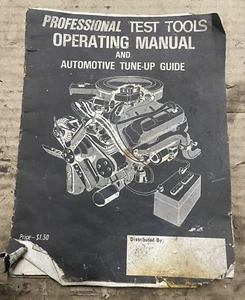 PROFESSIONAL TEST TOOLS
OPERATING MANUAL
AND
AUTOMOTIVE TUNE-UP GUIDE
Price - $1.50
Distributed By: